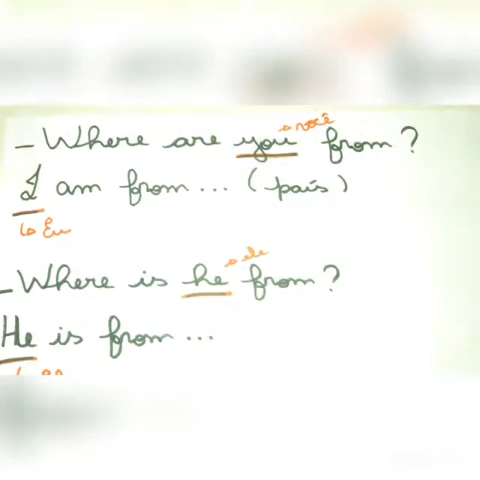 você
– Where are you from?
I am from... (país)
↳ Eu
ele
– Where is he from?
He is from...